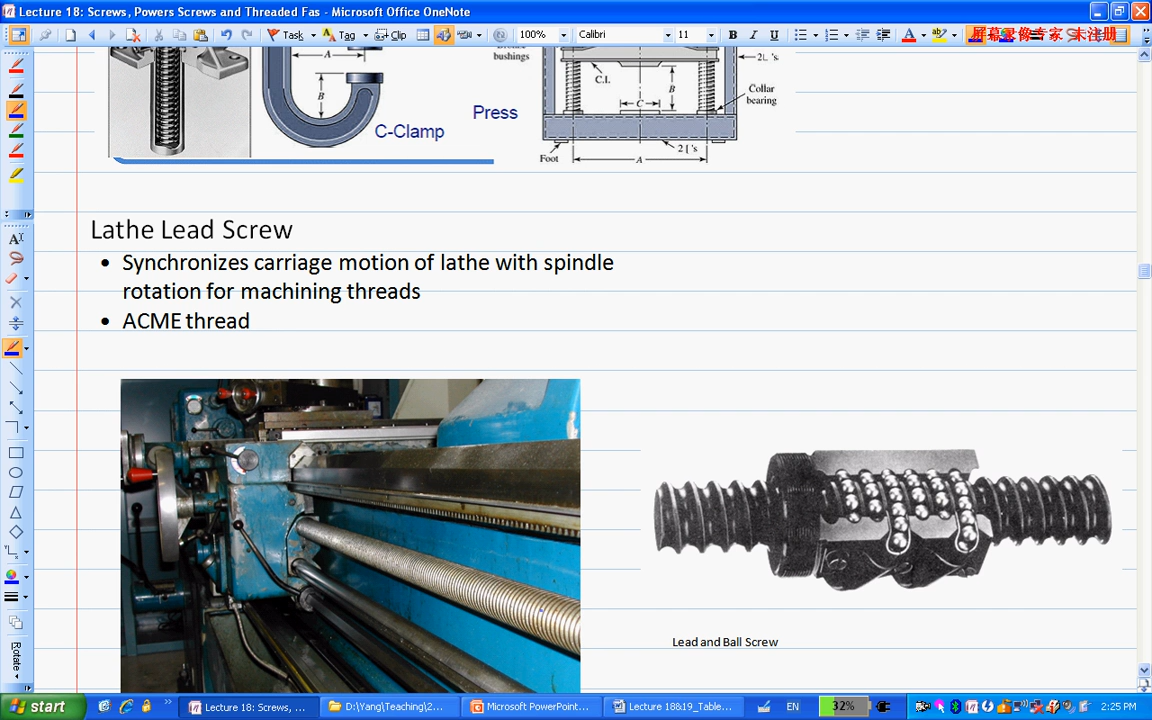 Lecture 18: Screws, Powers Screws and Threaded Fas - Microsoft Office OneNote
Task
Tag
Clip
100%
Calibri
11
B I U
屏幕录像专家 未注册
bushings
A
B
C-Clamp
Press
C.I.
B
C
2L 's
Collar
bearing
Foot
A
2 [ 's
Lathe Lead Screw
• Synchronizes carriage motion of lathe with spindle
rotation for machining threads
• ACME thread
Lead and Ball Screw
Rotate
start
Lecture 18: Screws, ...
D:\Yang\Teaching\2...
Microsoft PowerPoint...
Lecture 18&19_Table...
EN
32%
2:25 PM